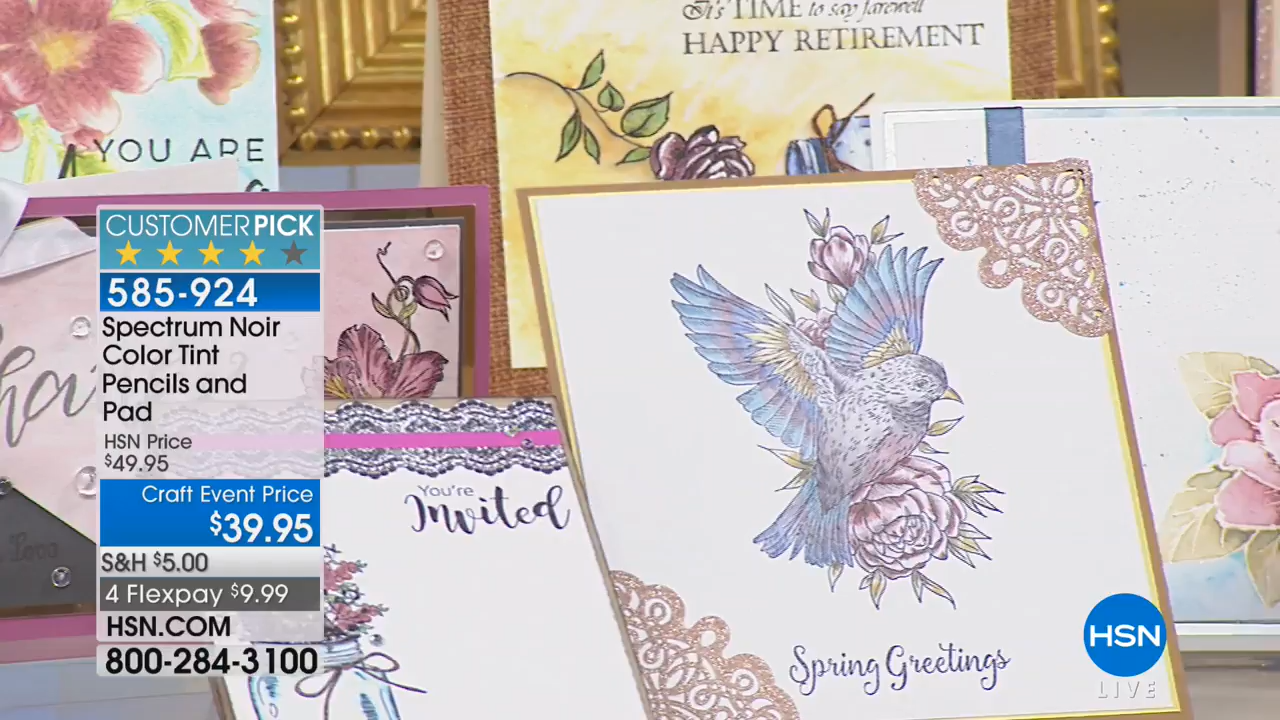 It's TIME to say farewell
HAPPY RETIREMENT
YOU ARE
CUSTOMER PICK
585-924
Spectrum Noir
Color Tint
Pencils and
Pad
HSN Price
$49.95
Craft Event Price
$39.95
S&H $5.00
4 Flexpay $9.99
HSN.COM
800-284-3100
You're
Invited
Love
Spring Greetings
HSN
LIVE